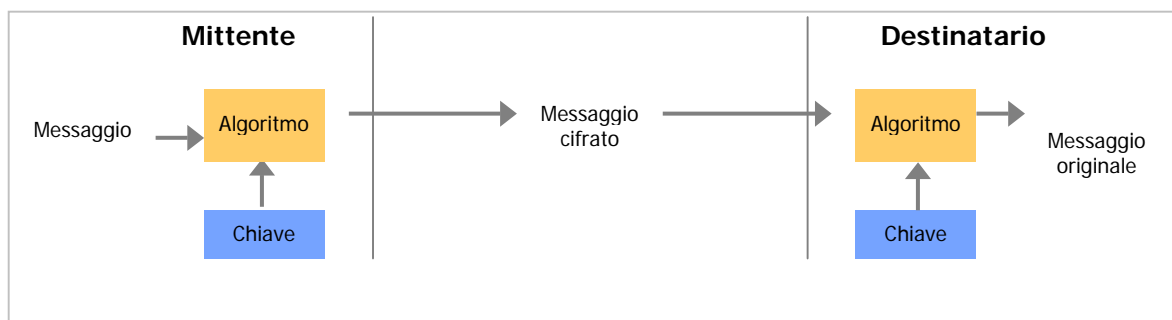 Mittente
Destinatario
Messaggio
Algoritmo
Chiave
Messaggio
cifrato
Algoritmo
Chiave
Messaggio
originale